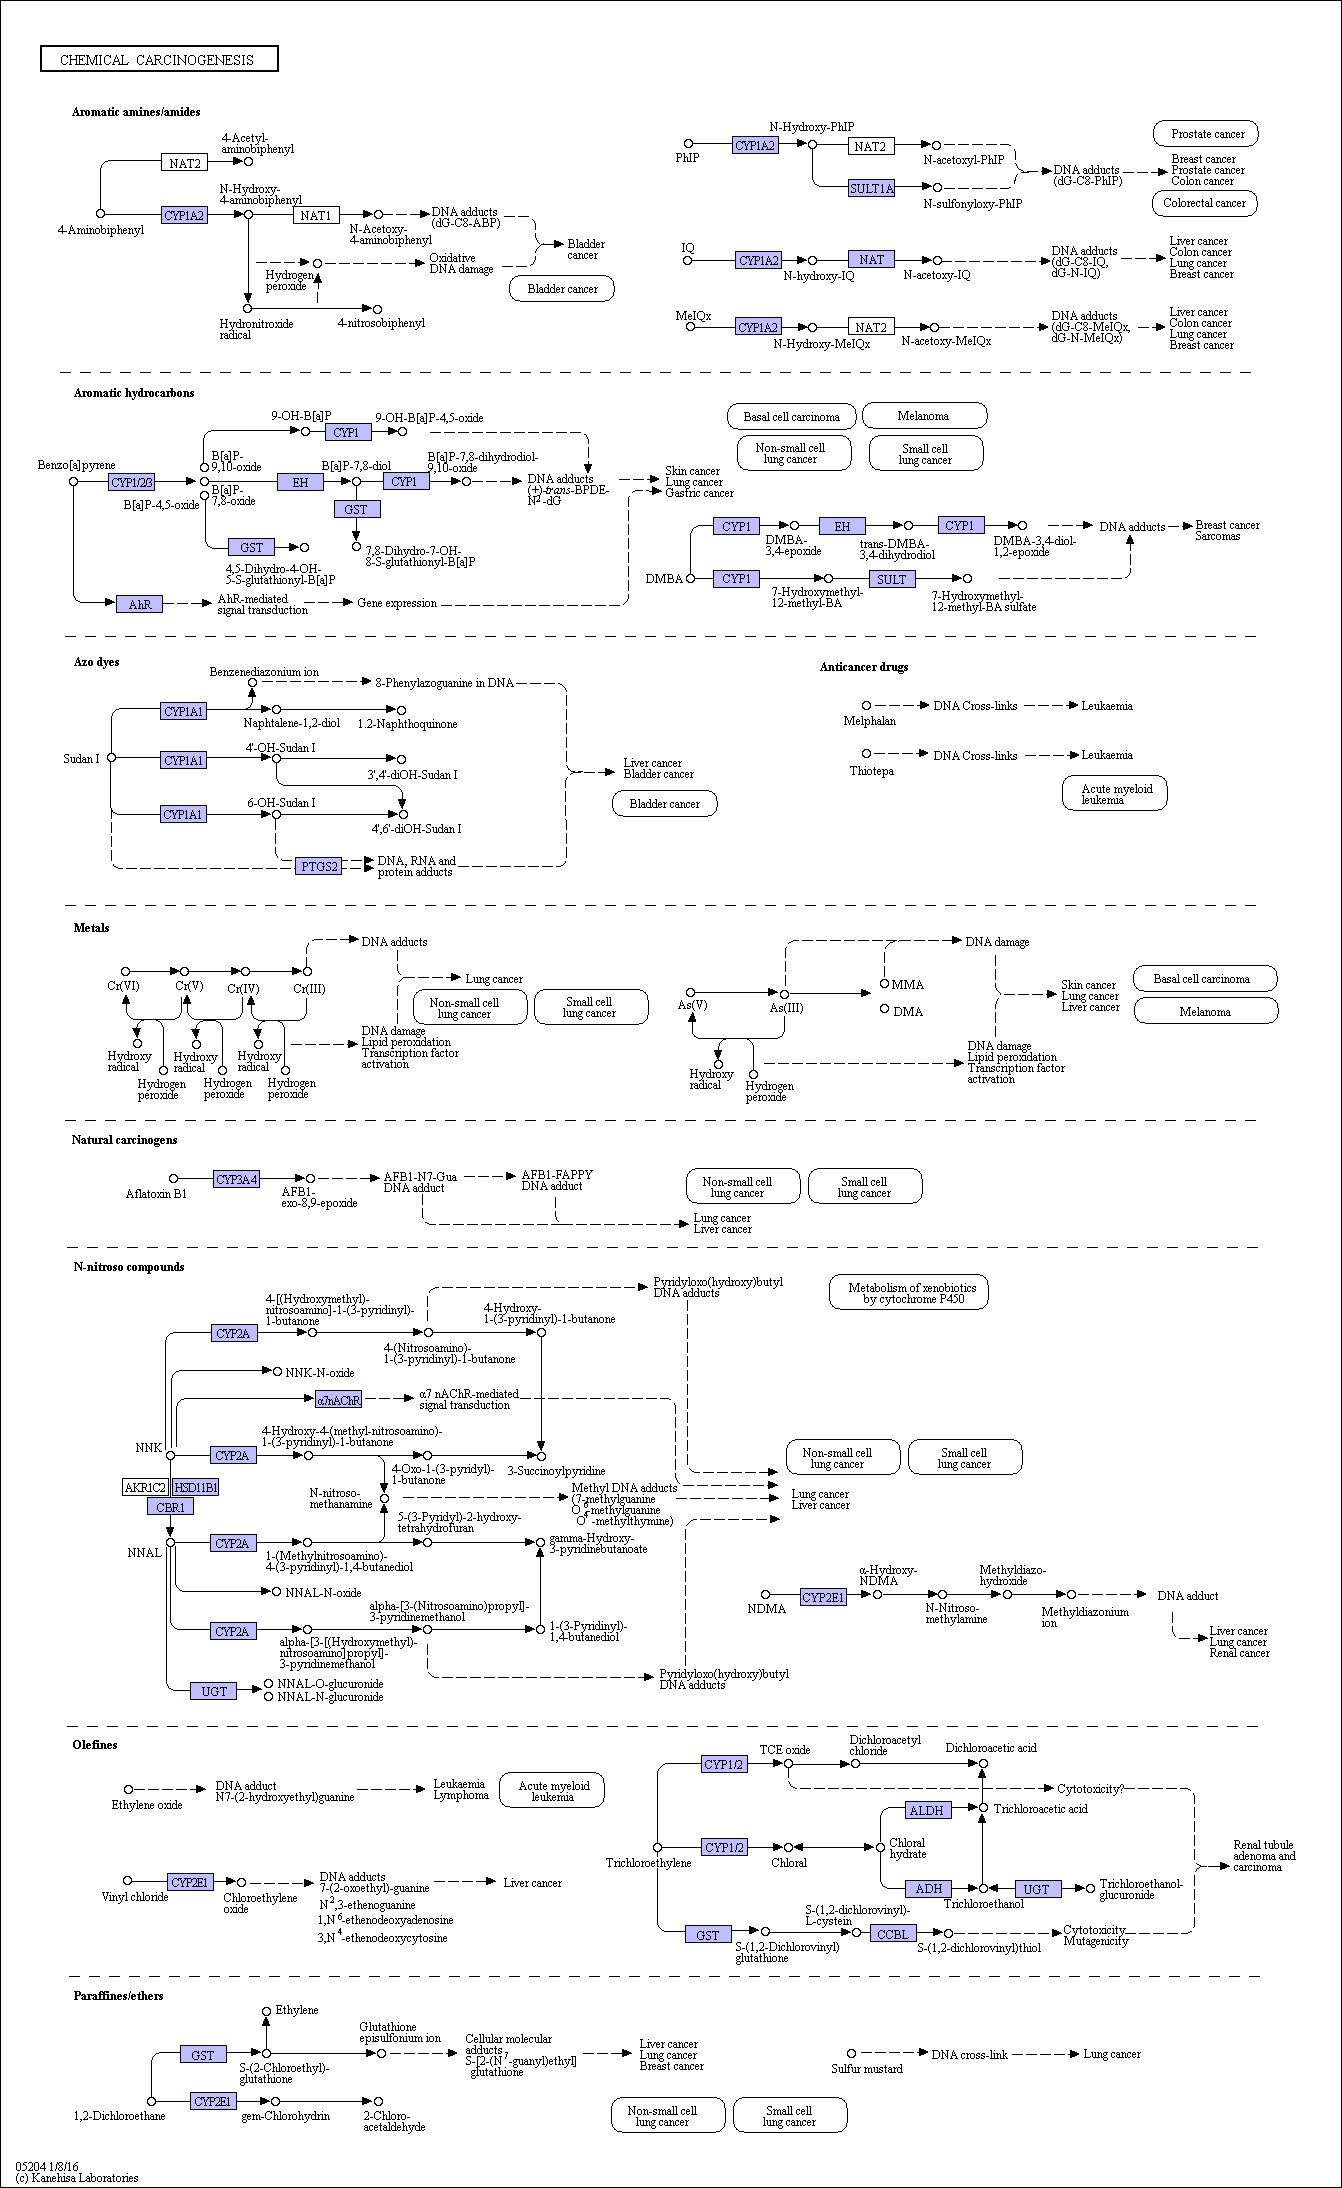 CHEMICAL CARCINOGENESIS
Aromatic amines/amides
4-Acetyl-
aminobiphenyl
NAT2
N-Hydroxy-
4-aminobiphenyl
CYP1A2
NAT1
4-Aminobiphenyl
N-Acetoxy-
4-aminobiphenyl
DNA adducts
(dG-C8-ABP)
Oxidative
DNA damage
Hydrogen
peroxide
Bladder
cancer
Bladder cancer
Hydronitroxide
radical
4-nitrosobiphenyl
N-Hydroxy-PhIP
PhIP
CYP1A2
NAT2
N-acetoxyl-PhIP
SULT1A
N-sulfonyloxy-PhIP
DNA adducts
(dG-C8-PhIP)
Prostate cancer
Breast cancer
Prostate cancer
Colon cancer
Colorectal cancer
IQ
CYP1A2
N-hydroxy-IQ
NAT
N-acetoxy-IQ
DNA adducts
(dG-C8-IQ,
dG-N-IQ)
Liver cancer
Colon cancer
Lung cancer
Breast cancer
MeIQx
CYP1A2
N-Hydroxy-MeIQx
NAT2
N-acetoxy-MeIQx
DNA adducts
(dG-C8-MeIQx,
dG-N-MeIQx)
Liver cancer
Colon cancer
Lung cancer
Breast cancer
Aromatic hydrocarbons
9-OH-B[a]P
9-OH-B[a]P-4,5-oxide
CYP1
Benzo[a]pyrene
B[a]P-
9,10-oxide
B[a]P-7,8-diol
B[a]P-7,8-dihydrodiol-
9,10-oxide
CYP1/2/3
EH
CYP1
B[a]P-4,5-oxide
B[a]P-
7,8-oxide
GST
DNA adducts
(+)-trans-BPDE-
N2-dG
GST
7,8-Dihydro-7-OH-
8-S-glutathionyl-B[a]P
4,5-Dihydro-4-OH-
5-S-glutathionyl-B[a]P
AhR
AhR-mediated
signal transduction
Gene expression
Skin cancer
Lung cancer
Gastric cancer
Basal cell carcinoma
Melanoma
Non-small cell
lung cancer
Small cell
lung cancer
CYP1
DMBA-
3,4-epoxide
EH
trans-DMBA-
3,4-dihydrodiol
CYP1
DMBA-3,4-diol-
1,2-epoxide
DNA adducts
Breast cancer
Sarcomas
DMBA
CYP1
7-Hydroxymethyl-
12-methyl-BA
SULT
7-Hydroxymethyl-
12-methyl-BA sulfate
Azo dyes
Benzenediazonium ion
8-Phenylazoguanine in DNA
CYP1A1
Naphtalene-1,2-diol
1.2-Naphthoquinone
Sudan I
CYP1A1
4'-OH-Sudan I
3',4'-diOH-Sudan I
CYP1A1
6-OH-Sudan I
4',6'-diOH-Sudan I
PTGS2
DNA, RNA and
protein adducts
Liver cancer
Bladder cancer
Bladder cancer
Anticancer drugs
Melphalan
DNA Cross-links
Leukaemia
Thiotepa
DNA Cross-links
Leukaemia
Acute myeloid
leukemia
Metals
DNA adducts
Cr(VI)
Cr(V)
Cr(IV)
Cr(III)
Lung cancer
Non-small cell
lung cancer
Small cell
lung cancer
DNA damage
Lipid peroxidation
Transcription factor
activation
Hydroxy
radical
Hydroxy
radical
Hydroxy
radical
Hydrogen
peroxide
Hydrogen
peroxide
Hydrogen
peroxide
DNA damage
As(V)
As(III)
MMA
DMA
Skin cancer
Lung cancer
Liver cancer
Basal cell carcinoma
Melanoma
DNA damage
Lipid peroxidation
Transcription factor
activation
Hydroxy
radical
Hydrogen
peroxide
Natural carcinogens
Aflatoxin B1
CYP3A4
AFB1-
exo-8,9-epoxide
AFB1-N7-Gua
DNA adduct
AFB1-FAPPY
DNA adduct
Non-small cell
lung cancer
Small cell
lung cancer
Lung cancer
Liver cancer
N-nitroso compounds
4-[(Hydroxymethyl)-
nitrosoamino]-1-(3-pyridinyl)-
1-butanone
Pyridyloxo(hydroxy)butyl
DNA adducts
Metabolism of xenobiotics
by cytochrome P450
CYP2A
4-(Nitrosoamino)-
1-(3-pyridinyl)-1-butanone
4-Hydroxy-
1-(3-pyridinyl)-1-butanone
NNK-N-oxide
α7nAChR
α7 nAChR-mediated
signal transduction
NNK
CYP2A
4-Hydroxy-4-(methyl-nitrosoamino)-
1-(3-pyridinyl)-1-butanone
4-Oxo-1-(3-pyridyl)-
1-butanone
3-Succinoylpyridine
AKR1C2
HSD11B1
CBR1
N-nitroso-
methanamine
Methyl DNA adducts
(7-methylguanine
O6-methylguanine
O4-methylthymine)
Non-small cell
lung cancer
Small cell
lung cancer
Lung cancer
Liver cancer
NNAL
CYP2A
1-(Methylnitrosoamino)-
4-(3-pyridinyl)-1,4-butanediol
5-(3-Pyridyl)-2-hydroxy-
tetrahydrofuran
gamma-Hydroxy-
3-pyridinebutanoate
NNAL-N-oxide
CYP2A
alpha-[3-[(Hydroxymethyl)-
nitrosoamino]propyl]-
3-pyridinemethanol
alpha-[3-(Nitrosoamino)propyl]-
3-pyridinemethanol
1-(3-Pyridinyl)-
1,4-butanediol
UGT
NNAL-O-glucuronide
NNAL-N-glucuronide
Pyridyloxo(hydroxy)butyl
DNA adducts
NDMA
CYP2E1
α-Hydroxy-
NDMA
N-Nitroso-
methylamine
Methyldiazo-
hydroxide
Methyldiazonium
ion
DNA adduct
Liver cancer
Lung cancer
Renal cancer
Olefines
Ethylene oxide
DNA adduct
N7-(2-hydroxyethyl)guanine
Leukaemia
Lymphoma
Acute myeloid
leukemia
Vinyl chloride
CYP2E1
Chloroethylene
oxide
DNA adducts
7-(2-oxoethyl)-guanine
N2,3-ethenoguanine
1,N6-ethenodeoxyadenosine
3,N4-ethenodeoxycytosine
Liver cancer
CYP1/2
TCE oxide
Dichloroacetyl
chloride
Dichloroacetic acid
Cytotoxicity?
ALDH
Trichloroacetic acid
Trichloroethylene
CYP1/2
Chloral
Chloral
hydrate
ADH
Trichloroethanol
UGT
Trichloroethanol-
glucuronide
Renal tubule
adenoma and
carcinoma
GST
S-(1,2-Dichlorovinyl)
glutathione
S-(1,2-dichlorovinyl)-
L-cystein
CCBL
S-(1,2-dichlorovinyl)thiol
Cytotoxicity
Mutagenicity
Paraffines/ethers
Ethylene
GST
S-(2-Chloroethyl)-
glutathione
Glutathione
episulfonium ion
Cellular molecular
adducts
S-[2-(N7-guanyl)ethyl]
glutathione
Liver cancer
Lung cancer
Breast cancer
Sulfur mustard
DNA cross-link
Lung cancer
1,2-Dichloroethane
CYP2E1
gem-Chlorohydrin
2-Chloro-
acetaldehyde
Non-small cell
lung cancer
Small cell
lung cancer
05204 1/8/16
(c) Kanehisa Laboratories